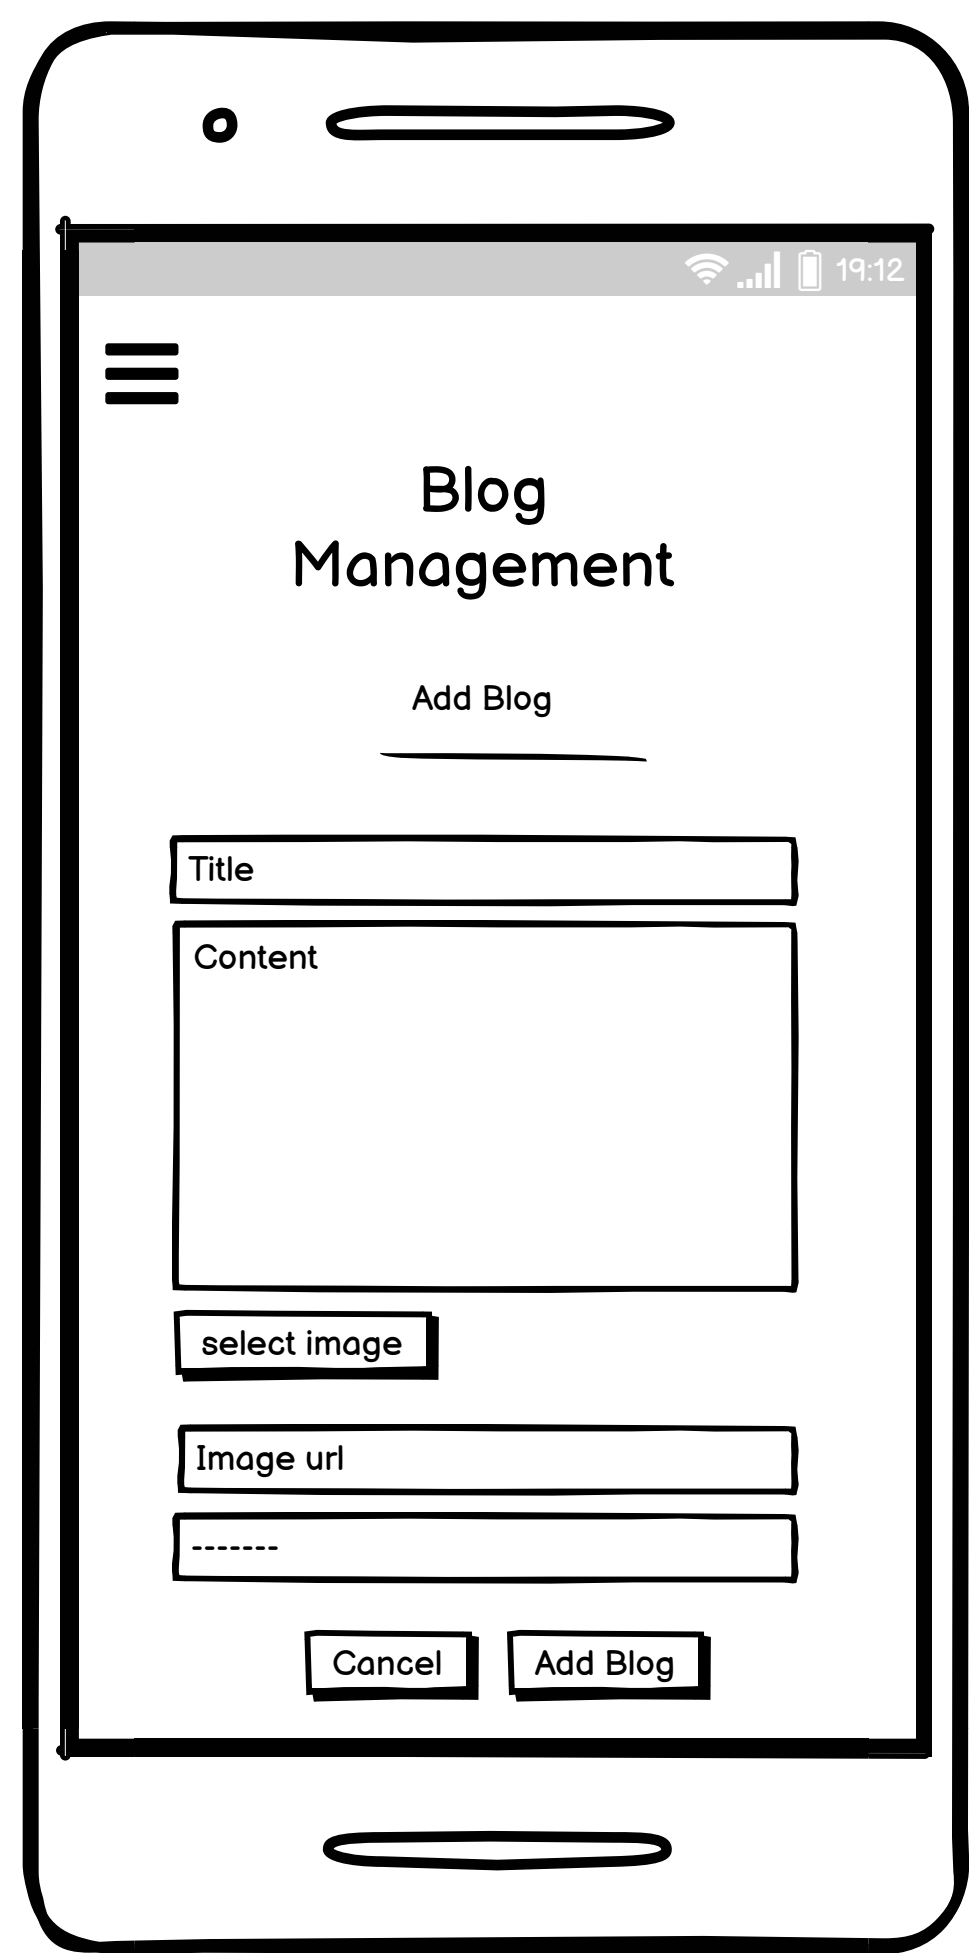 19:12
Blog
Management
Add Blog
Title
Content
select image
Image url
-------
Cancel
Add Blog